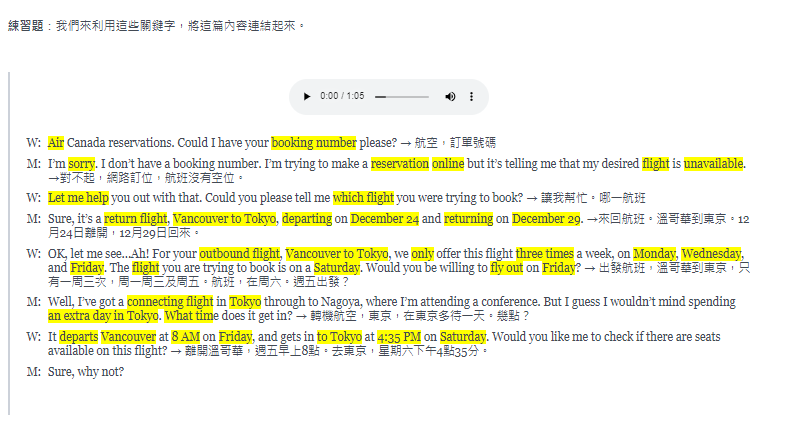 練習題：我們來利用這些關鍵字，將這篇內容連結起來。
0:00 / 1:05
W: Air Canada reservations. Could I have your booking number please? → 航空，訂單號碼
M: I'm sorry. I don't have a booking number. I'm trying to make a reservation online but it's telling me that my desired flight is unavailable.
→對不起，網路訂位，航班沒有空位。
W: Let me help you out with that. Could you please tell me which flight you were trying to book? → 讓我幫忙。哪一航班
M: Sure, it's a return flight, Vancouver to Tokyo, departing on December 24 and returning on December 29. →來回航班。溫哥華到東京。12
月24日離開，12月29日回來。
W: OK, let me see...Ah! For your outbound flight, Vancouver to Tokyo, we only offer this flight three times a week, on Monday, Wednesday,
and Friday. The flight you are trying to book is on a Saturday. Would you be willing to fly out on Friday? → 出發航班，溫哥華到東京，只
有一周三次，周一周三及周五。航班，在周六。週五出發？
M: Well, I've got a connecting flight in Tokyo through to Nagoya, where I'm attending a conference. But I guess I wouldn't mind spending
an extra day in Tokyo. What time does it get in? → 轉機航空，東京，在東京多待一天。幾點？
W: It departs Vancouver at 8 AM on Friday, and gets in to Tokyo at 4:35 PM on Saturday. Would you like me to check if there are seats
available on this flight? → 離開溫哥華，週五早上8點。去東京，星期六下午4點35分。
M: Sure, why not?